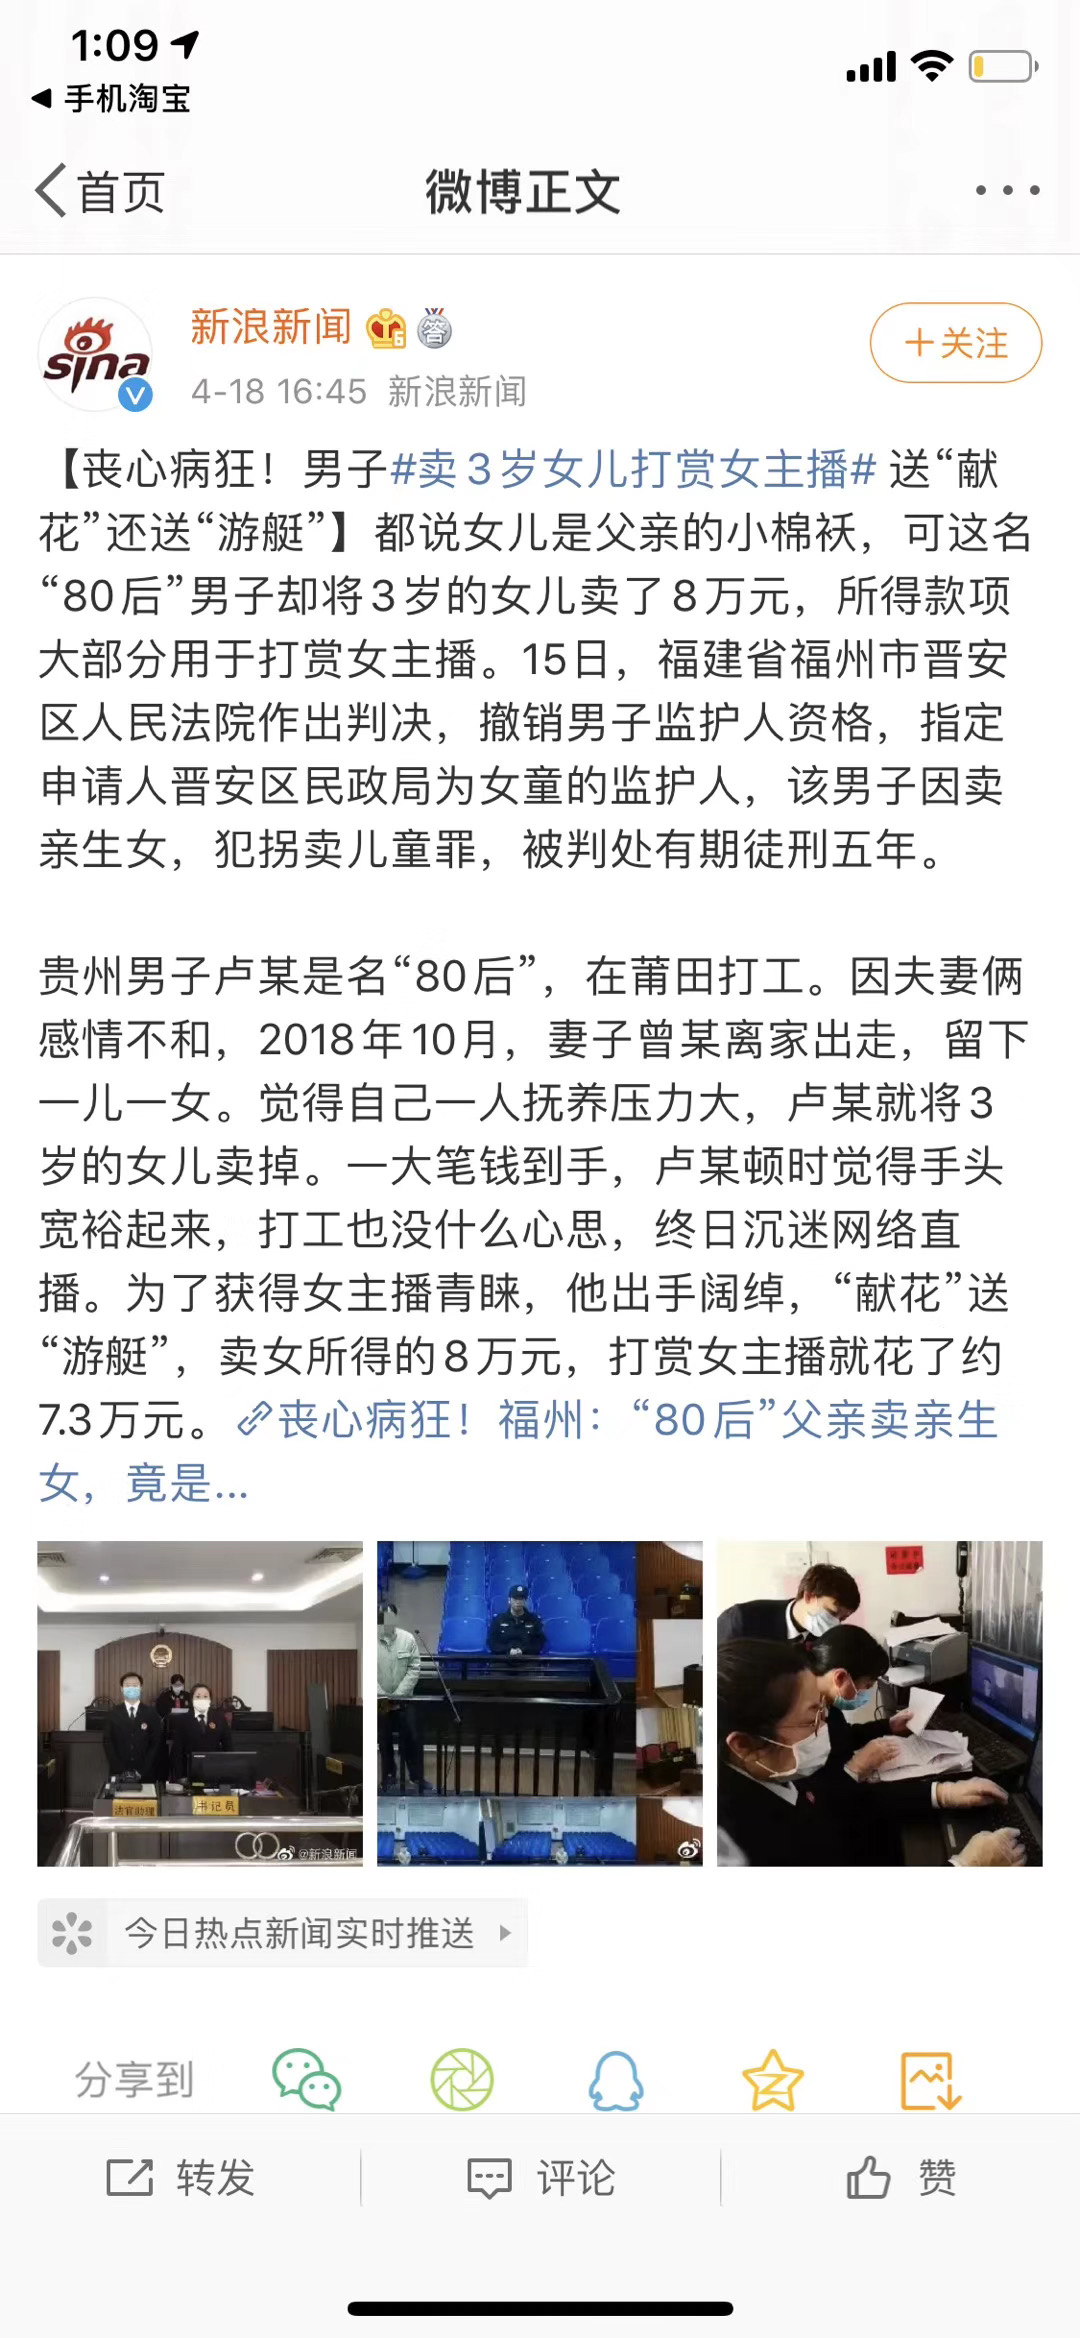 1:09
手机淘宝
首页
微博正文
sina
V
新浪新闻
6
答
4-18 16:45 新浪新闻
+关注
【丧心病狂！男子#卖3岁女儿打赏女主播# 送“献
花”还送“游艇”】都说女儿是父亲的小棉袄，可这名
“80后”男子却将3岁的女儿卖了8万元，所得款项
大部分用于打赏女主播。15日，福建省福州市晋安
区人民法院作出判决，撤销男子监护人资格，指定
申请人晋安区民政局为女童的监护人，该男子因卖
亲生女，犯拐卖儿童罪，被判处有期徒刑五年。
贵州男子卢某是名“80后”，在莆田打工。因夫妻俩
感情不和，2018年10月，妻子曾某离家出走，留下
一儿一女。觉得自己一人抚养压力大，卢某就将3
岁的女儿卖掉。一大笔钱到手，卢某顿时觉得手头
宽裕起来，打工也没什么心思，终日沉迷网络直
播。为了获得女主播青睐，他出手阔绰，“献花”送
“游艇”，卖女所得的8万元，打赏女主播就花了约
7.3万元。丧心病狂！福州：“80后”父亲卖亲生
女，竟是...
法官助理
书记员
@新浪新闻
今日热点新闻实时推送
分享到
转发
评论
赞